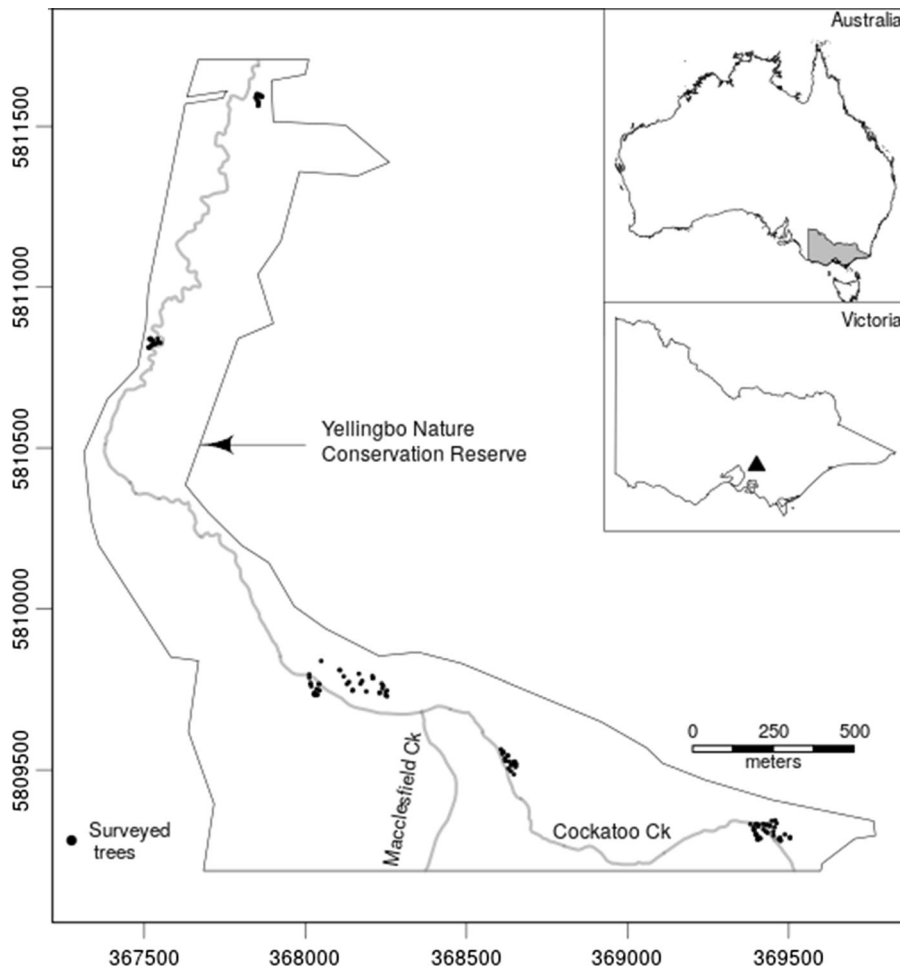 Australia
Victoria
5811500
5811000
5810500
5810000
5809500
Yellingbo Nature
Conservation Reserve
0 250 500
meters
Macclesfield Ck
Cockatoo Ck
Surveyed
trees
367500 368000 368500 369000 369500